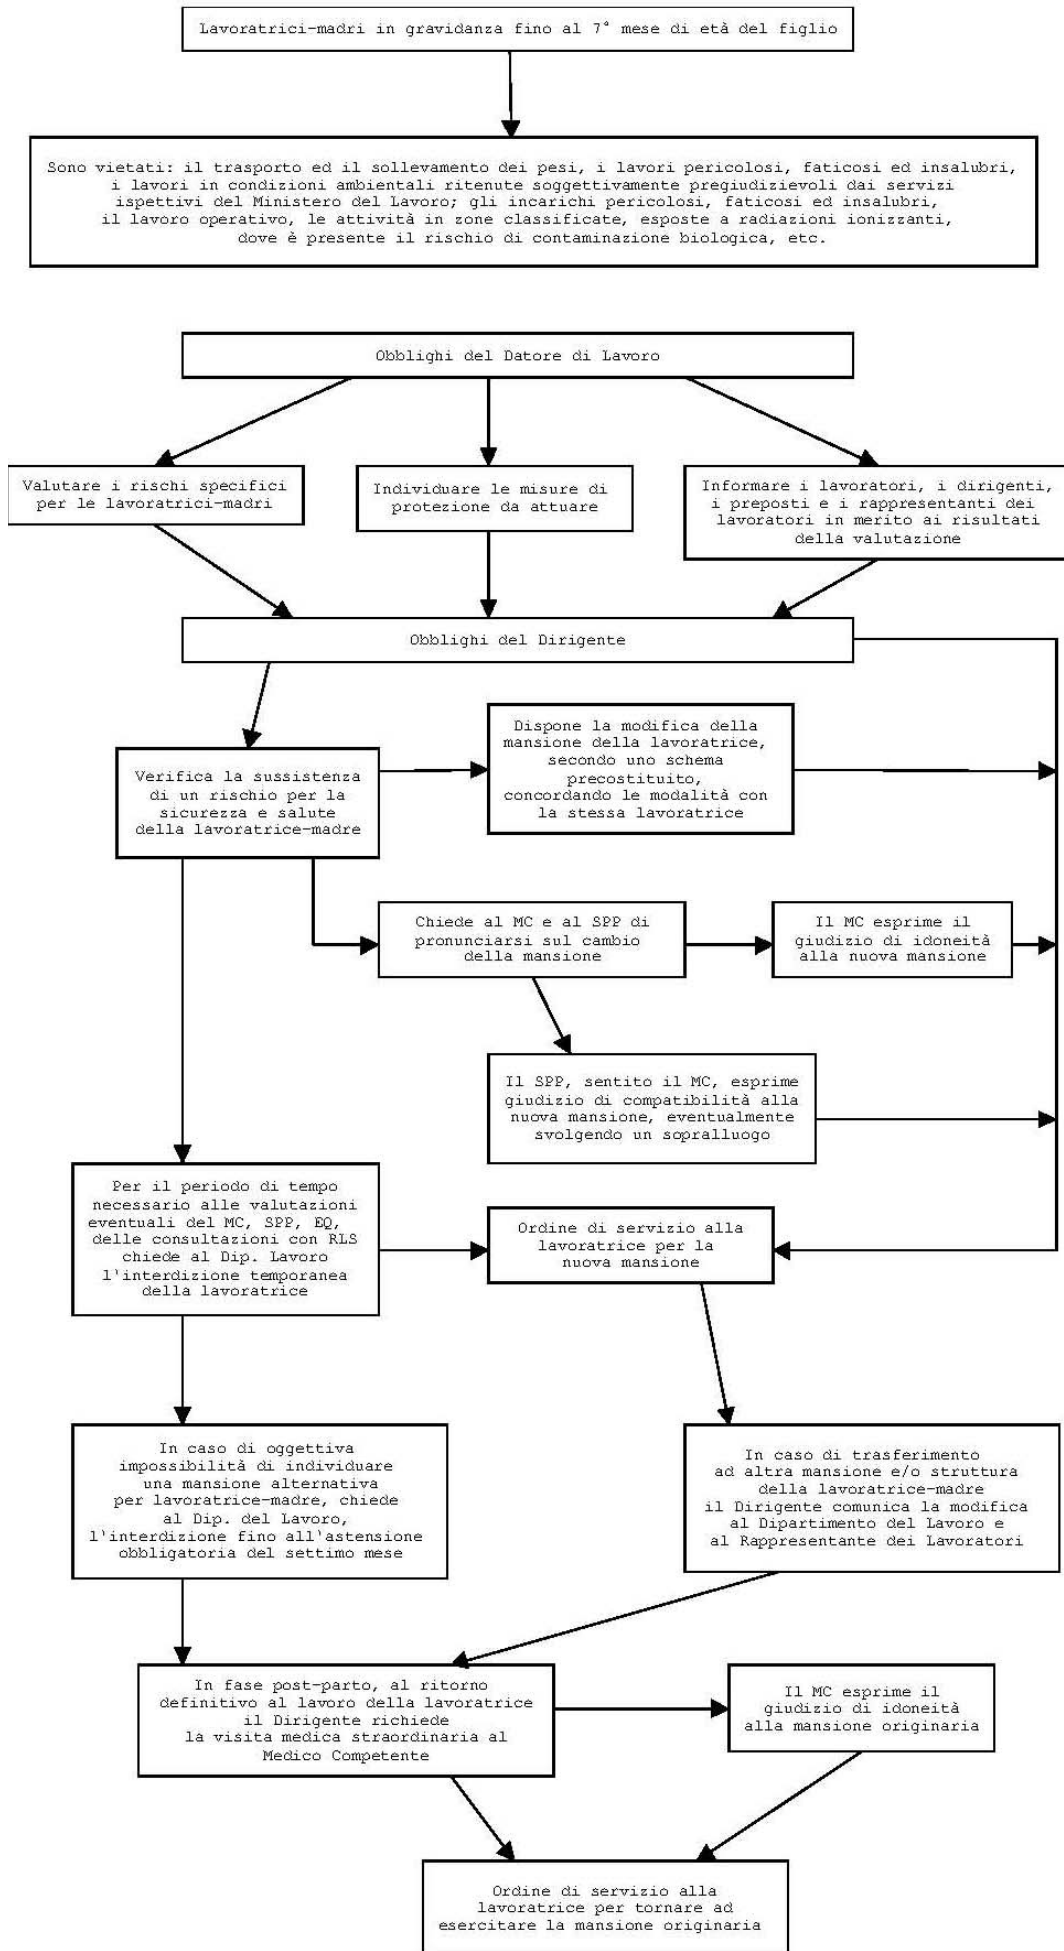 Lavoratrici-madri in gravidanza fino al 7° mese di età del figlio
Sono vietati: il trasporto ed il sollevamento dei pesi, i lavori pericolosi, faticosi ed insalubri,
i lavori in condizioni ambientali ritenute soggettivamente pregiudizievoli dai servizi
ispettivi del Ministero del Lavoro; gli incarichi pericolosi, faticosi ed insalubri,
il lavoro operativo, le attività in zone classificate, esposte a radiazioni ionizzanti,
dove è presente il rischio di contaminazione biologica, etc.
Obblighi del Datore di Lavoro
Valutare i rischi specifici
per le lavoratrici-madri
Individuare le misure di
protezione da attuare
Informare i lavoratori, i dirigenti,
i preposti e i rappresentanti dei
lavoratori in merito ai risultati
della valutazione
Obblighi del Dirigente
Verifica la sussistenza
di un rischio per la
sicurezza e salute
della lavoratrice-madre
Dispone la modifica della
mansione della lavoratrice,
secondo uno schema
precostituito,
concordando le modalità con
la stessa lavoratrice
Chiede al MC e al SPP di
pronunciarsi sul cambio
della mansione
Il MC esprime il
giudizio di idoneità
alla nuova mansione
Il SPP, sentito il MC, esprime
giudizio di compatibilità alla
nuova mansione, eventualmente
svolgendo un sopralluogo
Per il periodo di tempo
necessario alle valutazioni
eventuali del MC, SPP, EQ,
delle consultazioni con RLS
chiede al Dip. Lavoro
l'interdizione temporanea
della lavoratrice
Ordine di servizio alla
lavoratrice per la
nuova mansione
In caso di oggettiva
impossibilità di individuare
una mansione alternativa
per lavoratrice-madre, chiede
al Dip. del Lavoro,
l'interdizione fino all'astensione
obbligatoria del settimo mese
In caso di trasferimento
ad altra mansione e/o struttura
della lavoratrice-madre
il Dirigente comunica la modifica
al Dipartimento del Lavoro e
al Rappresentante dei Lavoratori
In fase post-parto, al ritorno
definitivo al lavoro della lavoratrice
il Dirigente richiede
la visita medica straordinaria al
Medico Competente
Il MC esprime il
giudizio di idoneità
alla mansione originaria
Ordine di servizio alla
lavoratrice per tornare ad
esercitare la mansione originaria